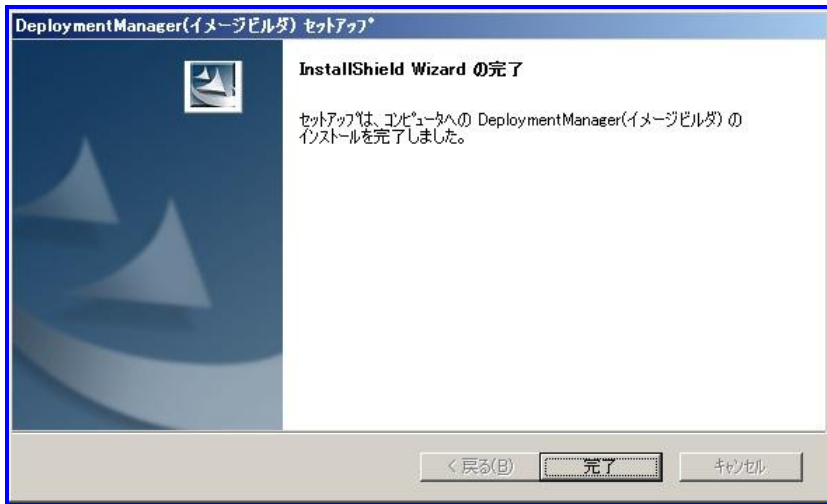 DeploymentManager(イメージビルダ) セットアップ
InstallShield Wizard の完了
セットアップは、コンピュータへの DeploymentManager(イメージビルダ) の
インストールを完了しました。
< 戻る(B)
完了
キャンセル